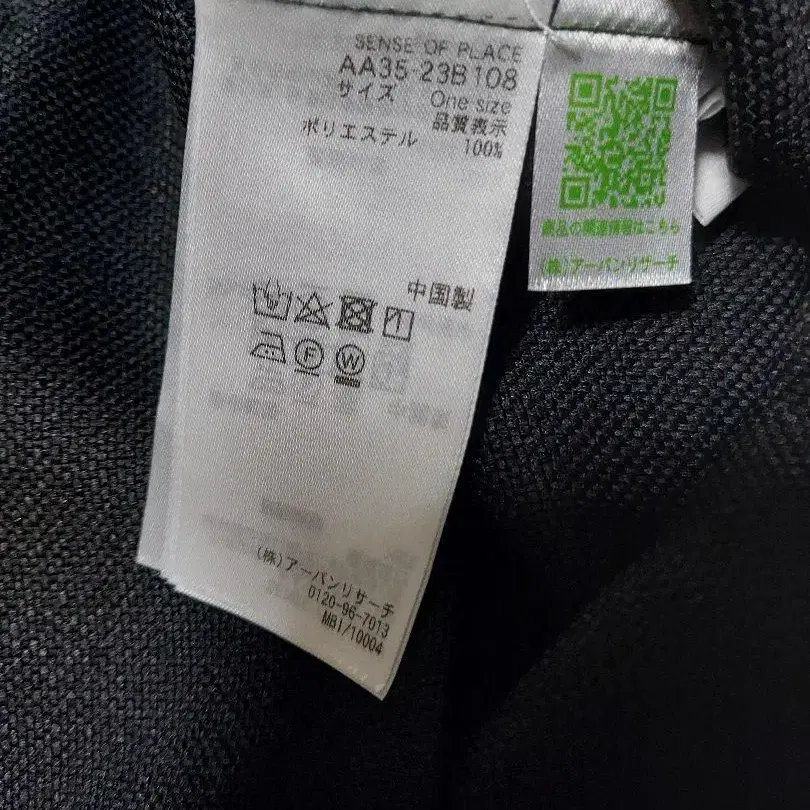 SENSE OF PLACE
AA35-23B108
サイズ One size
品質表示
ポリエステル 100%
中国製
F W
(株)アーバンリサーチ
0120-96-7013
MBI/10004
商品の関連情報はこちら
(株)アーバンリサーチ